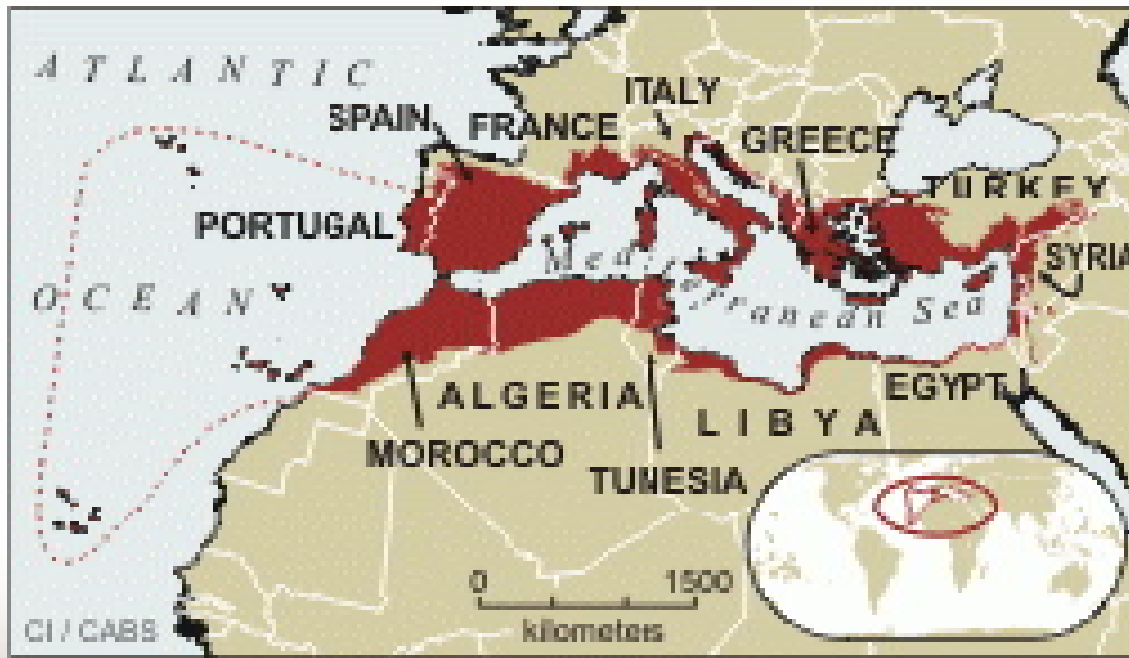 ATLANTIC
ITALY
SPAIN
FRANCE
GREECE
TURKEY
PORTUGAL
SYRIA
Mediterranean Sea
OCEAN
EGYPT
ALGERIA
LIBYA
MOROCCO
TUNESIA
0 1500
kilometers
CI / CABS